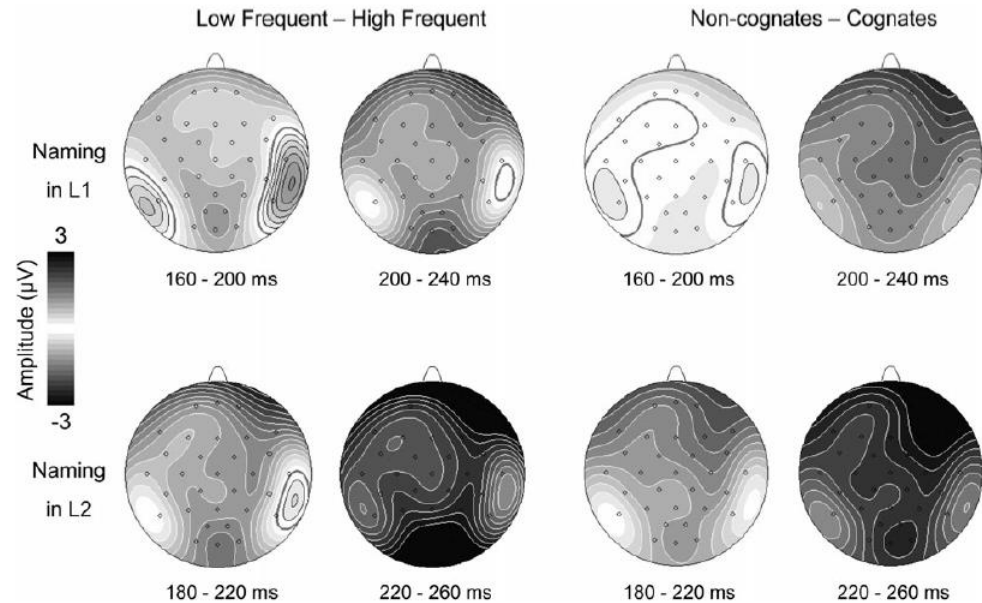 Low Frequent – High Frequent
Non-cognates – Cognates
Naming
in L1
160 - 200 ms
200 - 240 ms
160 - 200 ms
200 - 240 ms
3
Amplitude (µV)
-3
Naming
in L2
180 - 220 ms
220 - 260 ms
180 - 220 ms
220 - 260 ms